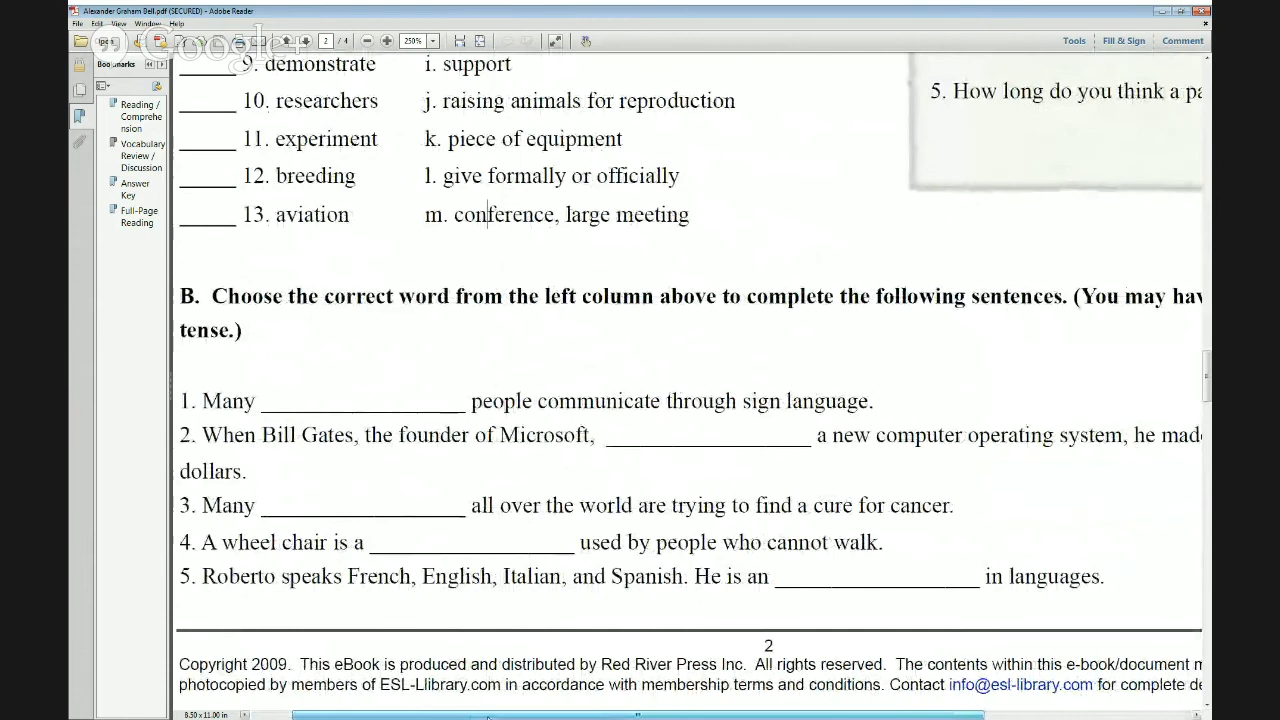 Alexander Graham Bell.pdf (SECURED) - Adobe Reader
File Edit View Window Help
Google+
Open
2 / 4
250%
Tools Fill & Sign Comment
Bookmarks
Reading /
Comprehe
nsion
Vocabulary
Review /
Discussion
Answer
Key
Full-Page
Reading
_____ 9. demonstrate i. support
_____ 10. researchers j. raising animals for reproduction
_____ 11. experiment k. piece of equipment
_____ 12. breeding l. give formally or officially
_____ 13. aviation m. conference, large meeting
5. How long do you think a pa
B. Choose the correct word from the left column above to complete the following sentences. (You may hav
tense.)
1. Many __________________ people communicate through sign language.
2. When Bill Gates, the founder of Microsoft, __________________ a new computer operating system, he made
dollars.
3. Many __________________ all over the world are trying to find a cure for cancer.
4. A wheel chair is a __________________ used by people who cannot walk.
5. Roberto speaks French, English, Italian, and Spanish. He is an __________________ in languages.
2
Copyright 2009. This eBook is produced and distributed by Red River Press Inc. All rights reserved. The contents within this e-book/document m
photocopied by members of ESL-Llibrary.com in accordance with membership terms and conditions. Contact info@esl-library.com for complete de
8.50 x 11.00 in